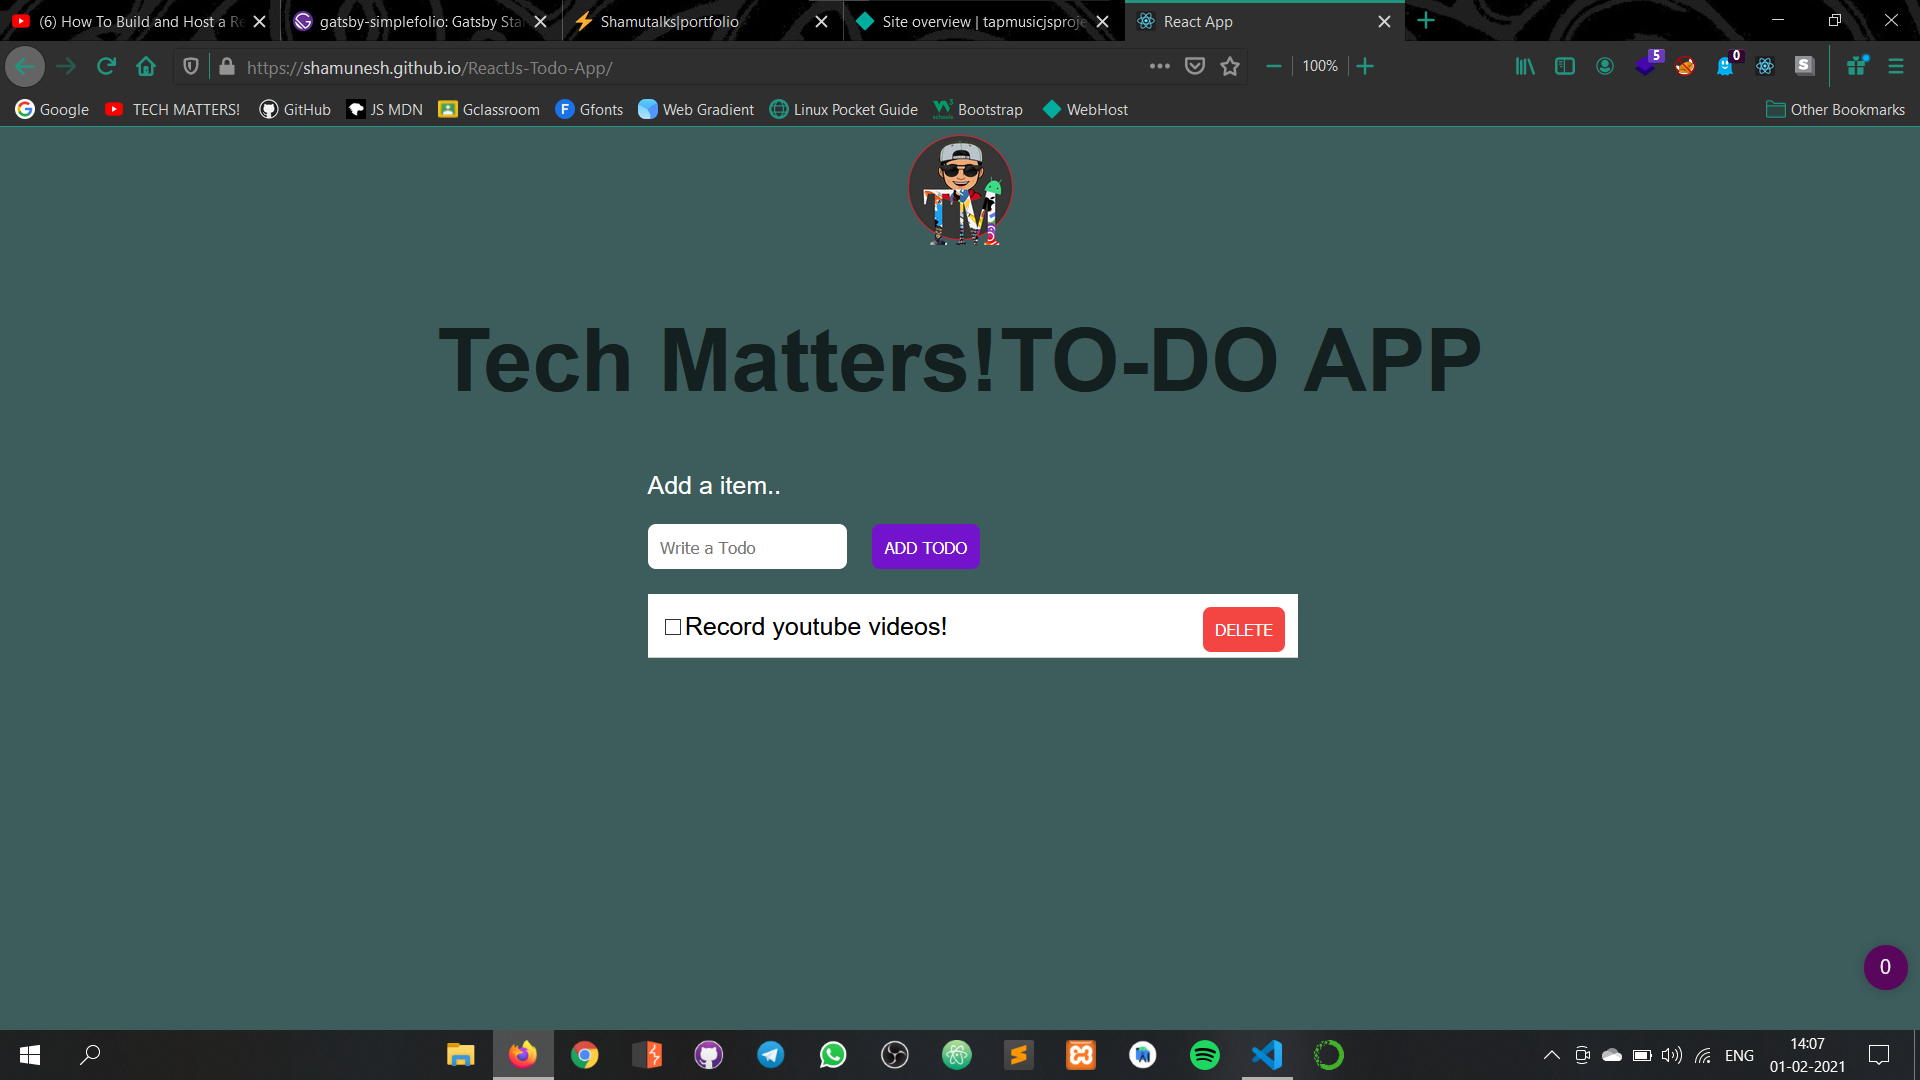 (6) How To Build and Host a Re
gatsby-simplefolio: Gatsby Sta
Shamutalks|portfolio
Site overview | tapmusicjsproje
React App
https://shamunesh.github.io/ReactJs-Todo-App/
100%
5
0
S
Google
TECH MATTERS!
GitHub
JS MDN
Gclassroom
Gfonts
Web Gradient
Linux Pocket Guide
Bootstrap
WebHost
Other Bookmarks
TM
Tech Matters!TO-DO APP
Add a item..
Write a Todo
ADD TODO
Record youtube videos!
DELETE
0
ENG
14:07
01-02-2021